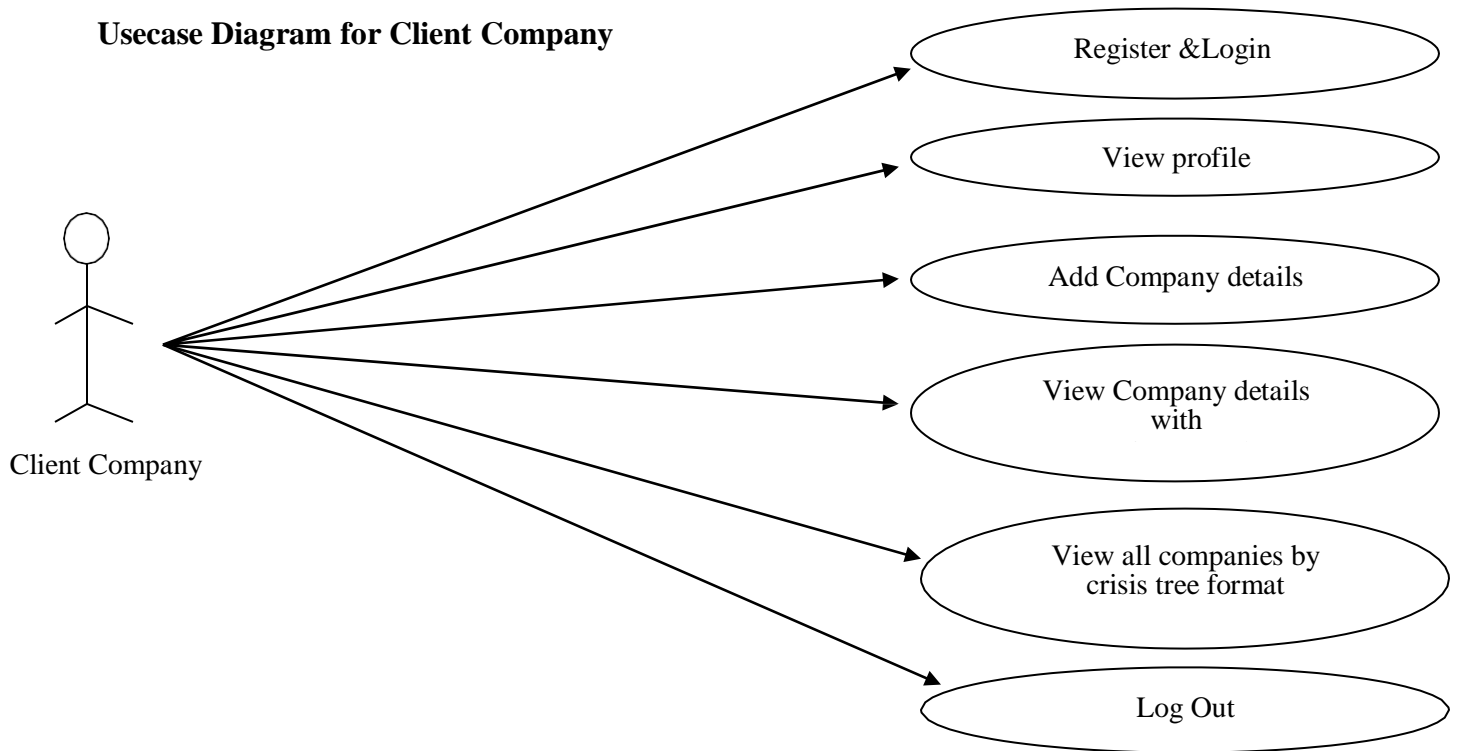 Usecase Diagram for Client Company
Register &Login
View profile
Add Company details
View Company details
with
Client Company
View all companies by
crisis tree format
Log Out